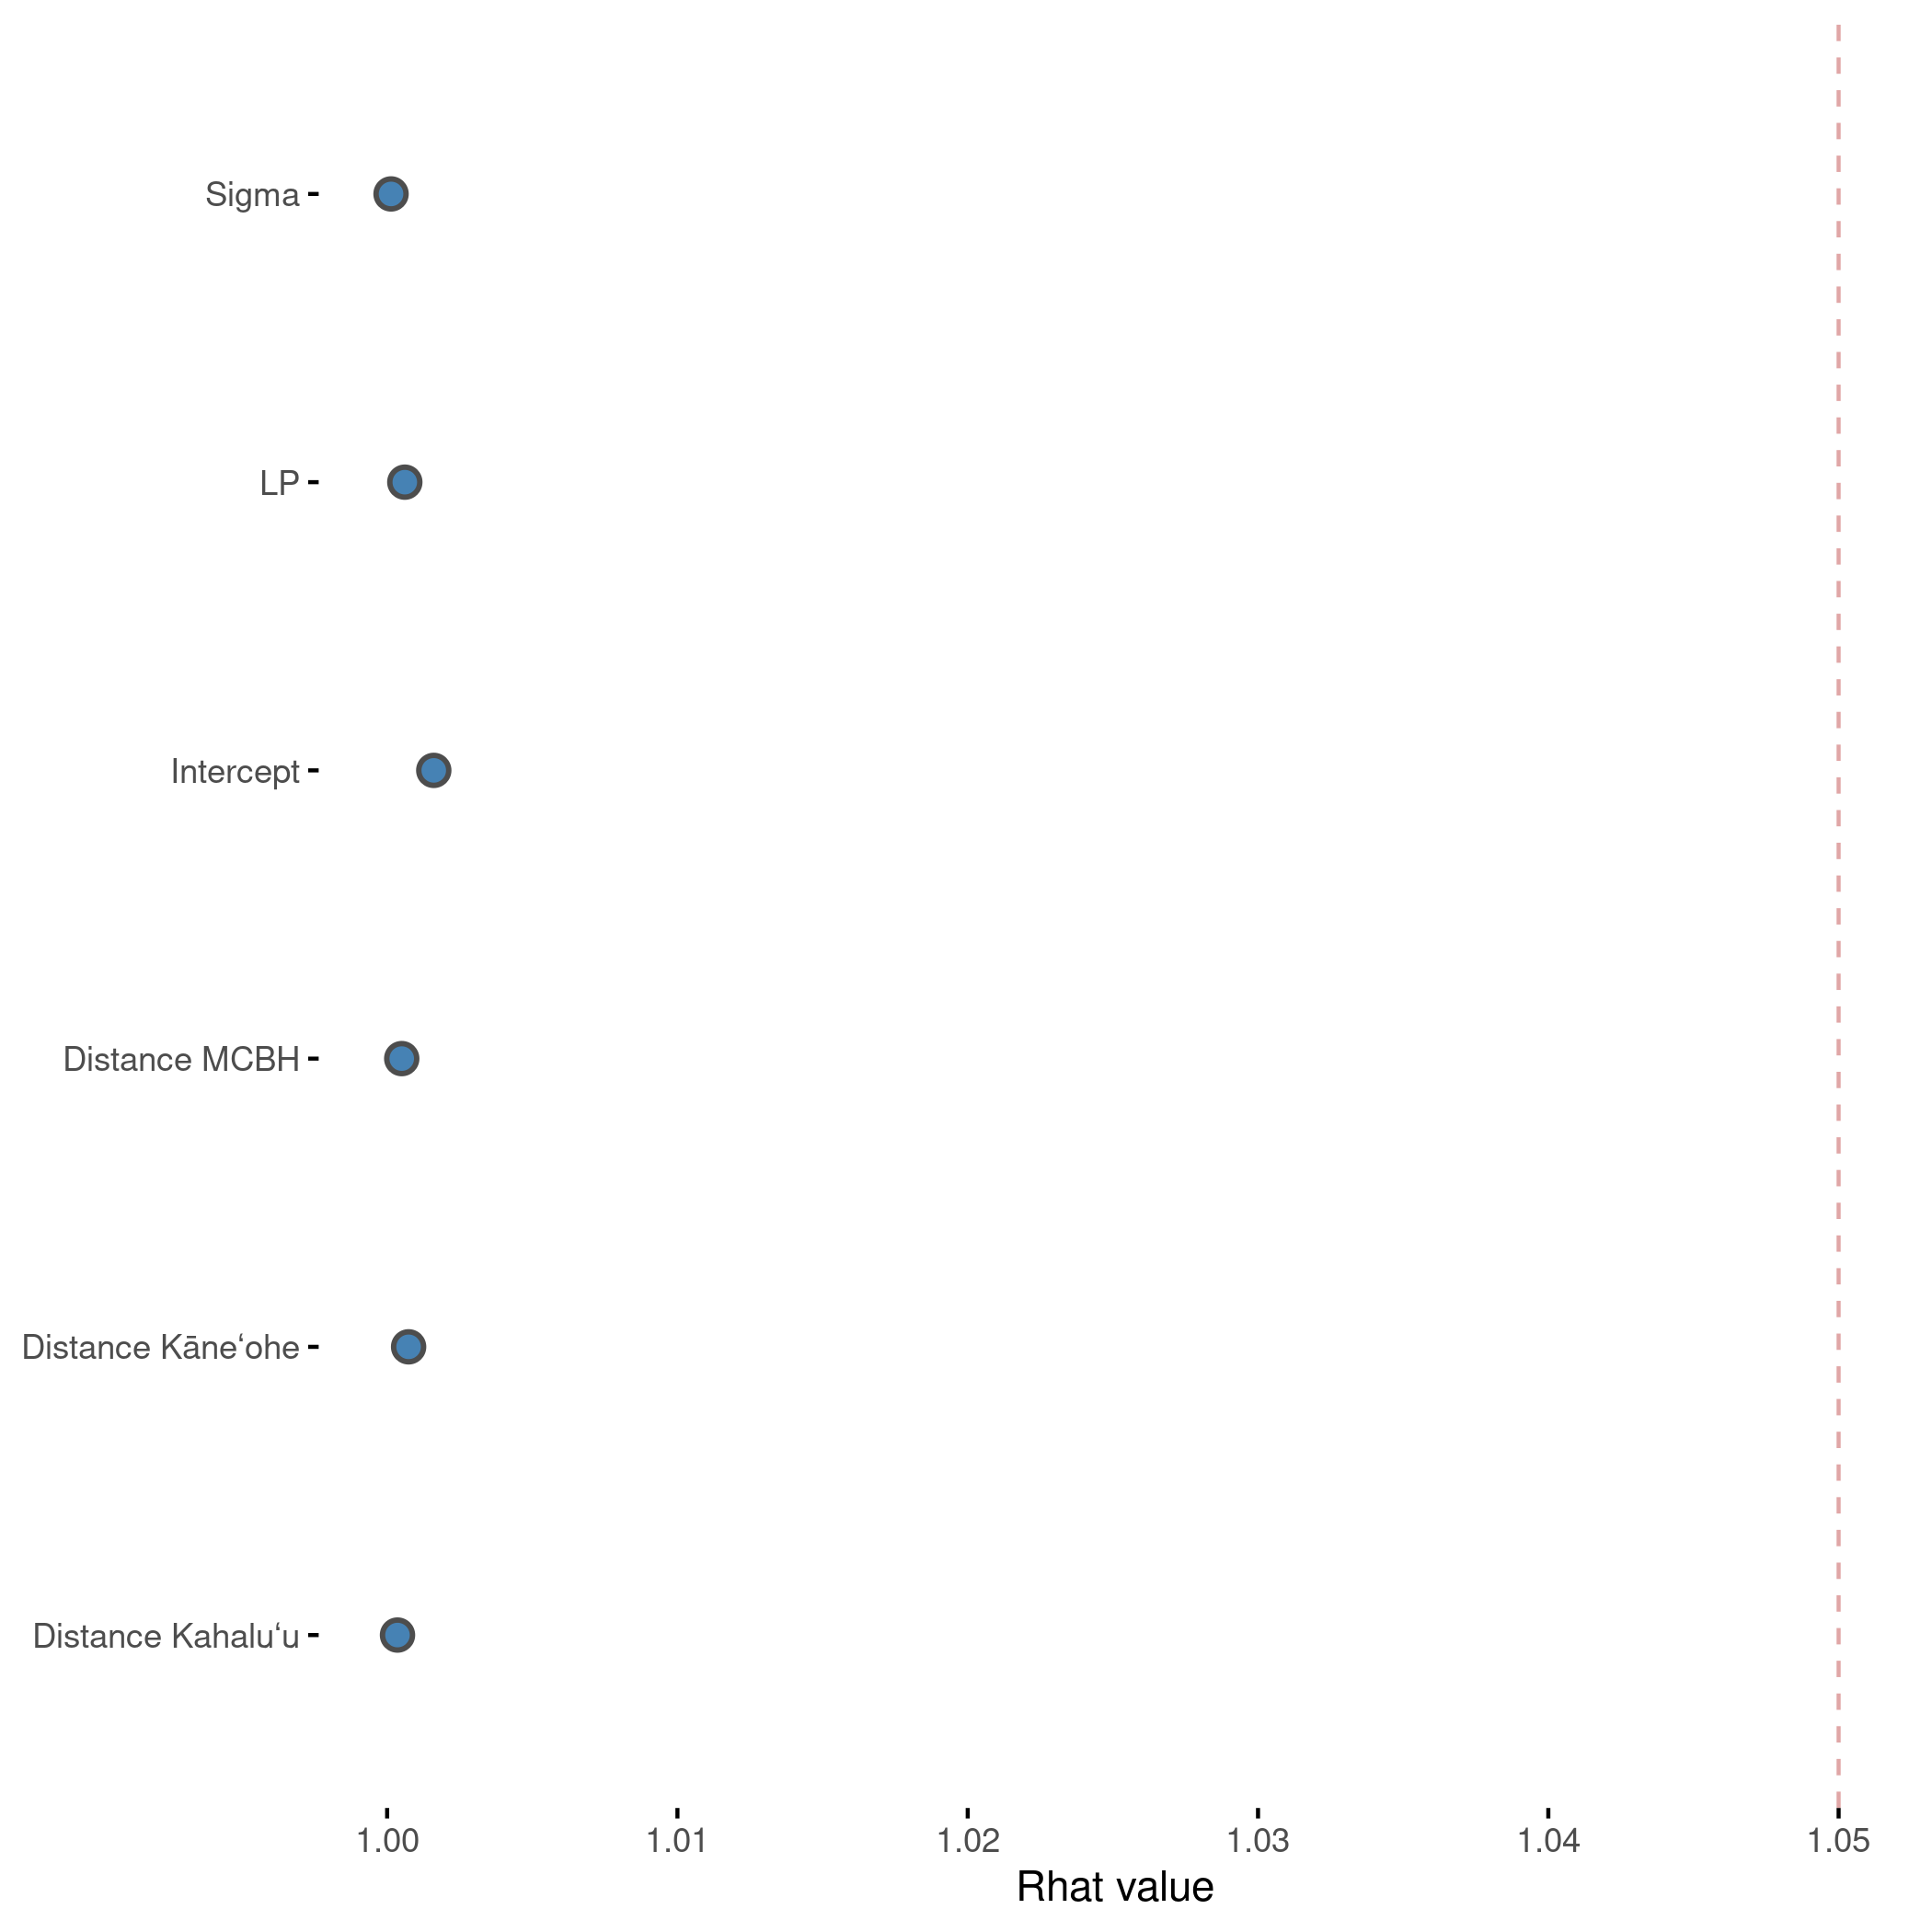 Sigma
LP
Intercept
Distance MCBH
Distance Kāneʻohe
Distance Kahaluʻu
1.00 1.01 1.02 1.03 1.04 1.05
Rhat value